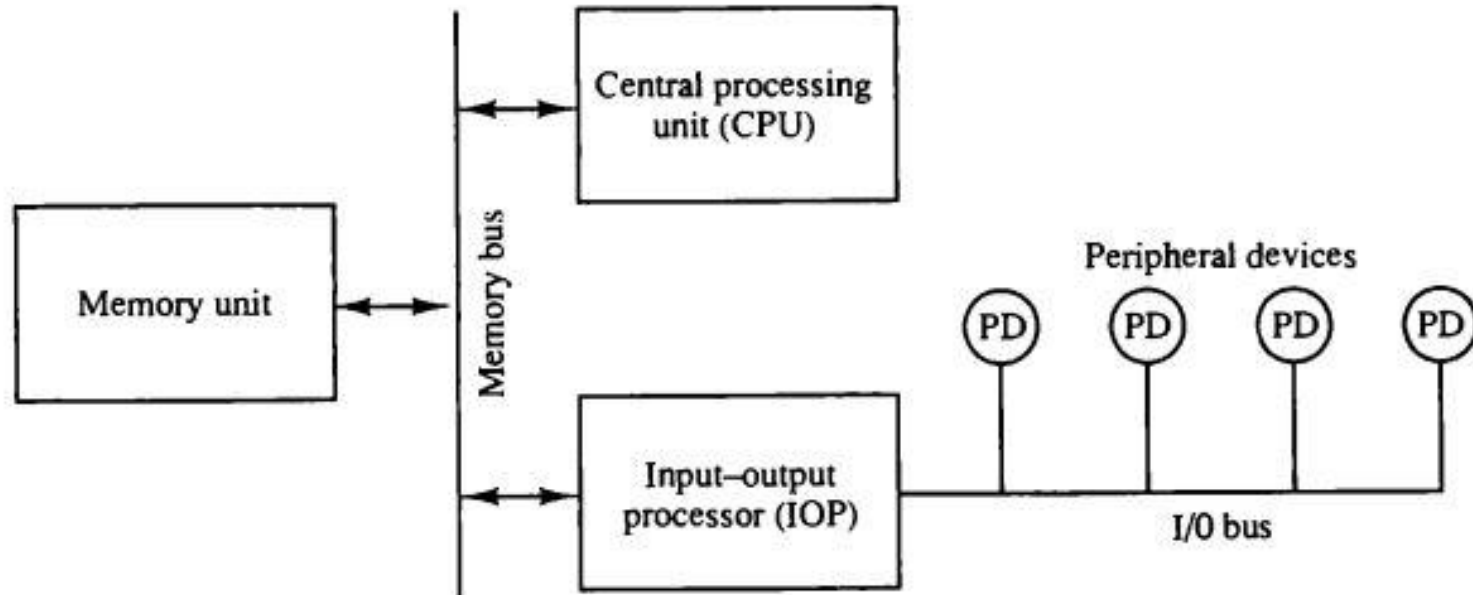 Central processing
unit (CPU)
Memory bus
Memory unit
Peripheral devices
PD
PD
PD
PD
Input–output
processor (IOP)
I/0 bus